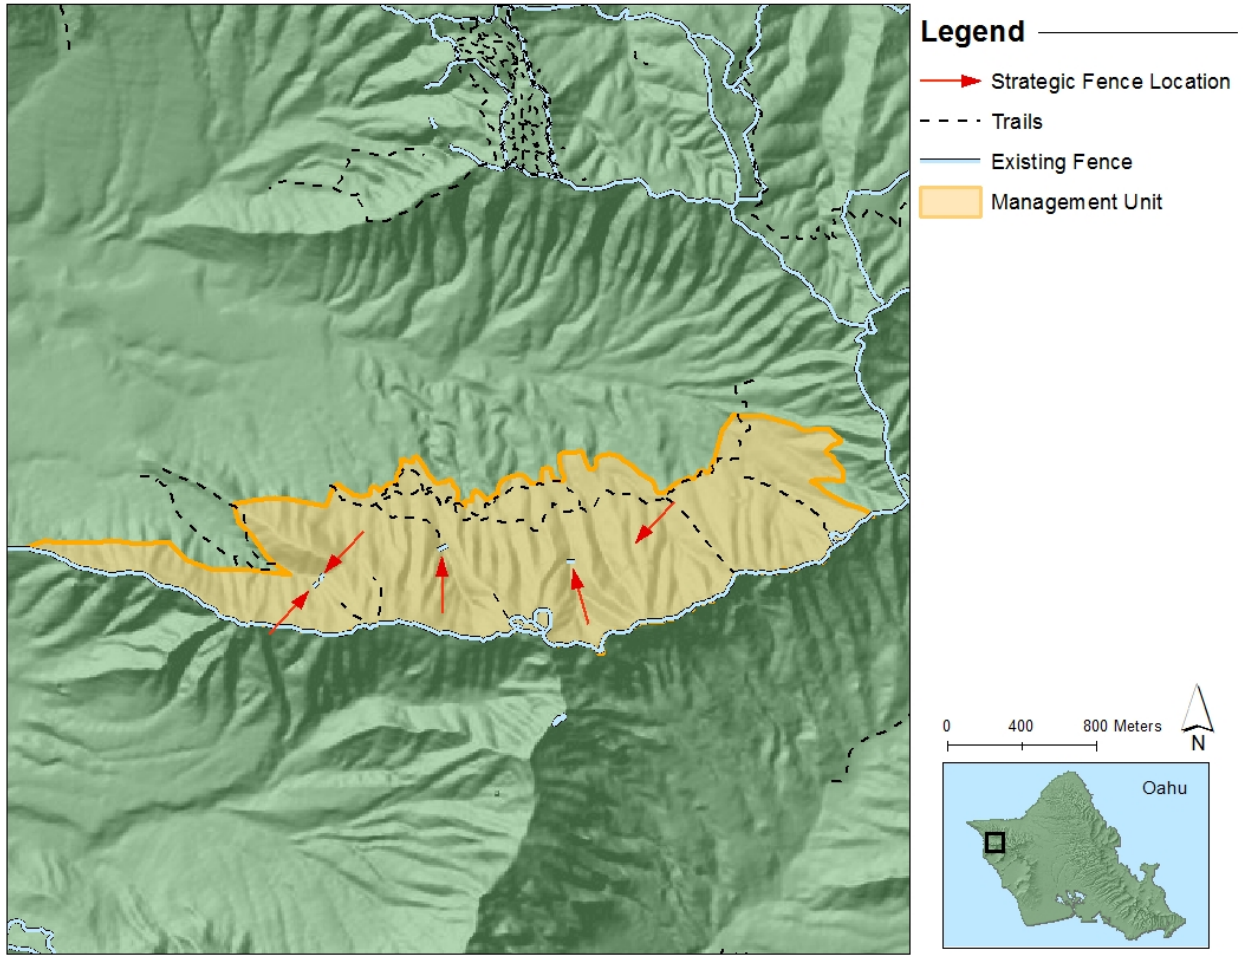 Legend
Strategic Fence Location
Trails
Existing Fence
Management Unit
0 400 800 Meters
N
Oahu